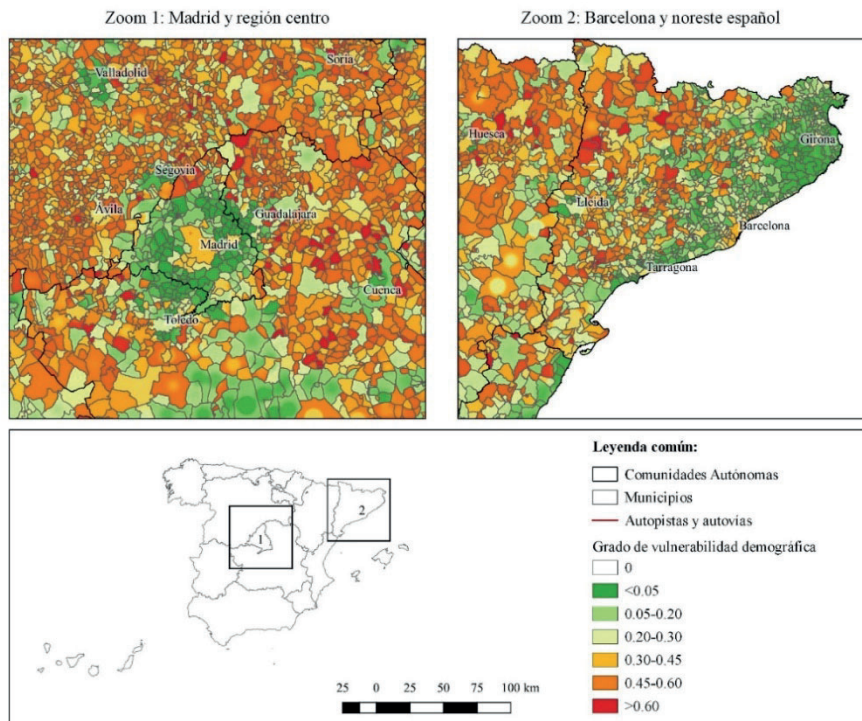 Zoom 1: Madrid y región centro
Zoom 2: Barcelona y noreste español
Valladolid
Soria
Segovia
Ávila
Guadalajara
Madrid
Cuenca
Toledo
Huesca
Girona
Lleida
Barcelona
Tarragona
Leyenda común:
Comunidades Autónomas
Municipios
Autopistas y autovías
Grado de vulnerabilidad demográfica
0
<0.05
0.05-0.20
0.20-0.30
0.30-0.45
0.45-0.60
>0.60
1
2
25 0 25 50 75 100 km